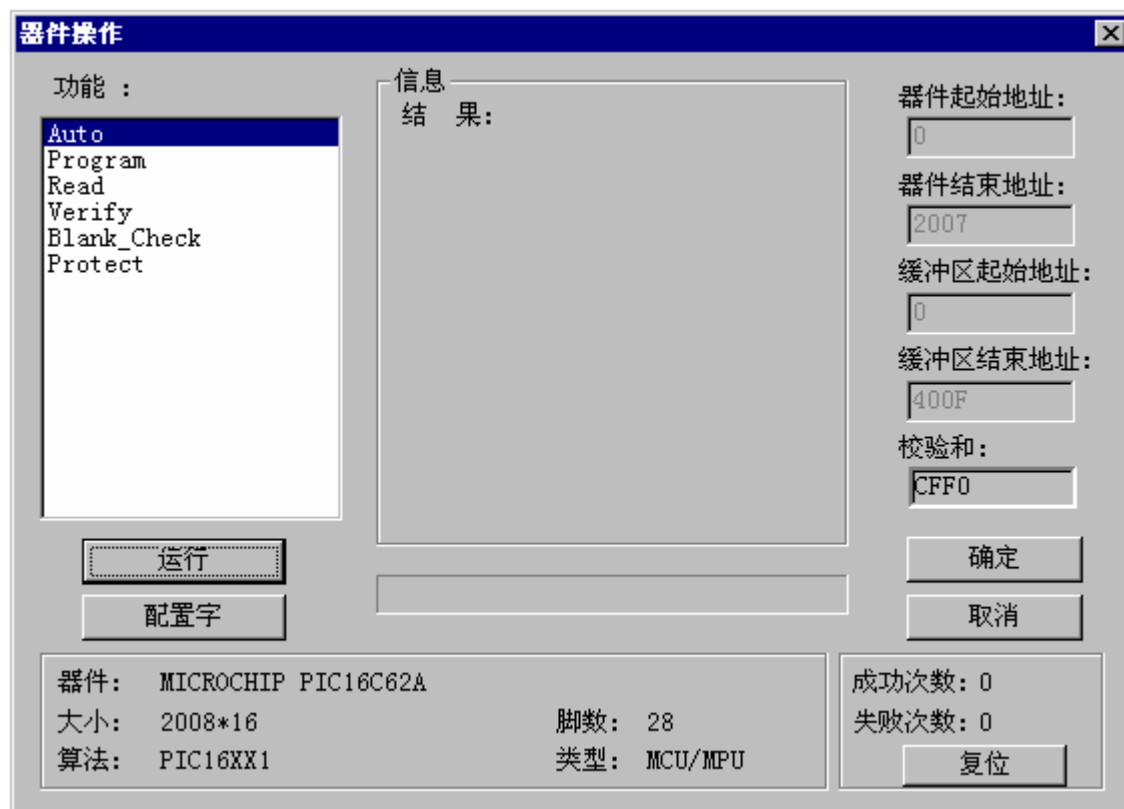 器件操作
功能 :
Auto
Program
Read
Verify
Blank_Check
Protect
运行
配置字
信息
结 果:
器件起始地址:
0
器件结束地址:
2007
缓冲区起始地址:
0
缓冲区结束地址:
400F
校验和:
CFF0
确定
取消
器件: MICROCHIP PIC16C62A
大小: 2008*16 脚数: 28
算法: PIC16XX1 类型: MCU/MPU
成功次数: 0
失败次数: 0
复位